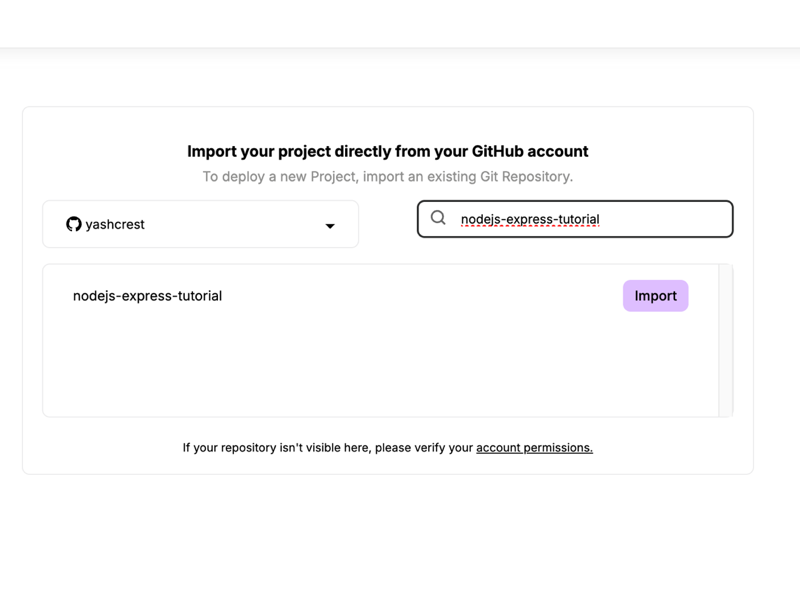 Import your project directly from your GitHub account
To deploy a new Project, import an existing Git Repository.
yashcrest
nodejs-express-tutorial
nodejs-express-tutorial
Import
If your repository isn't visible here, please verify your account permissions.